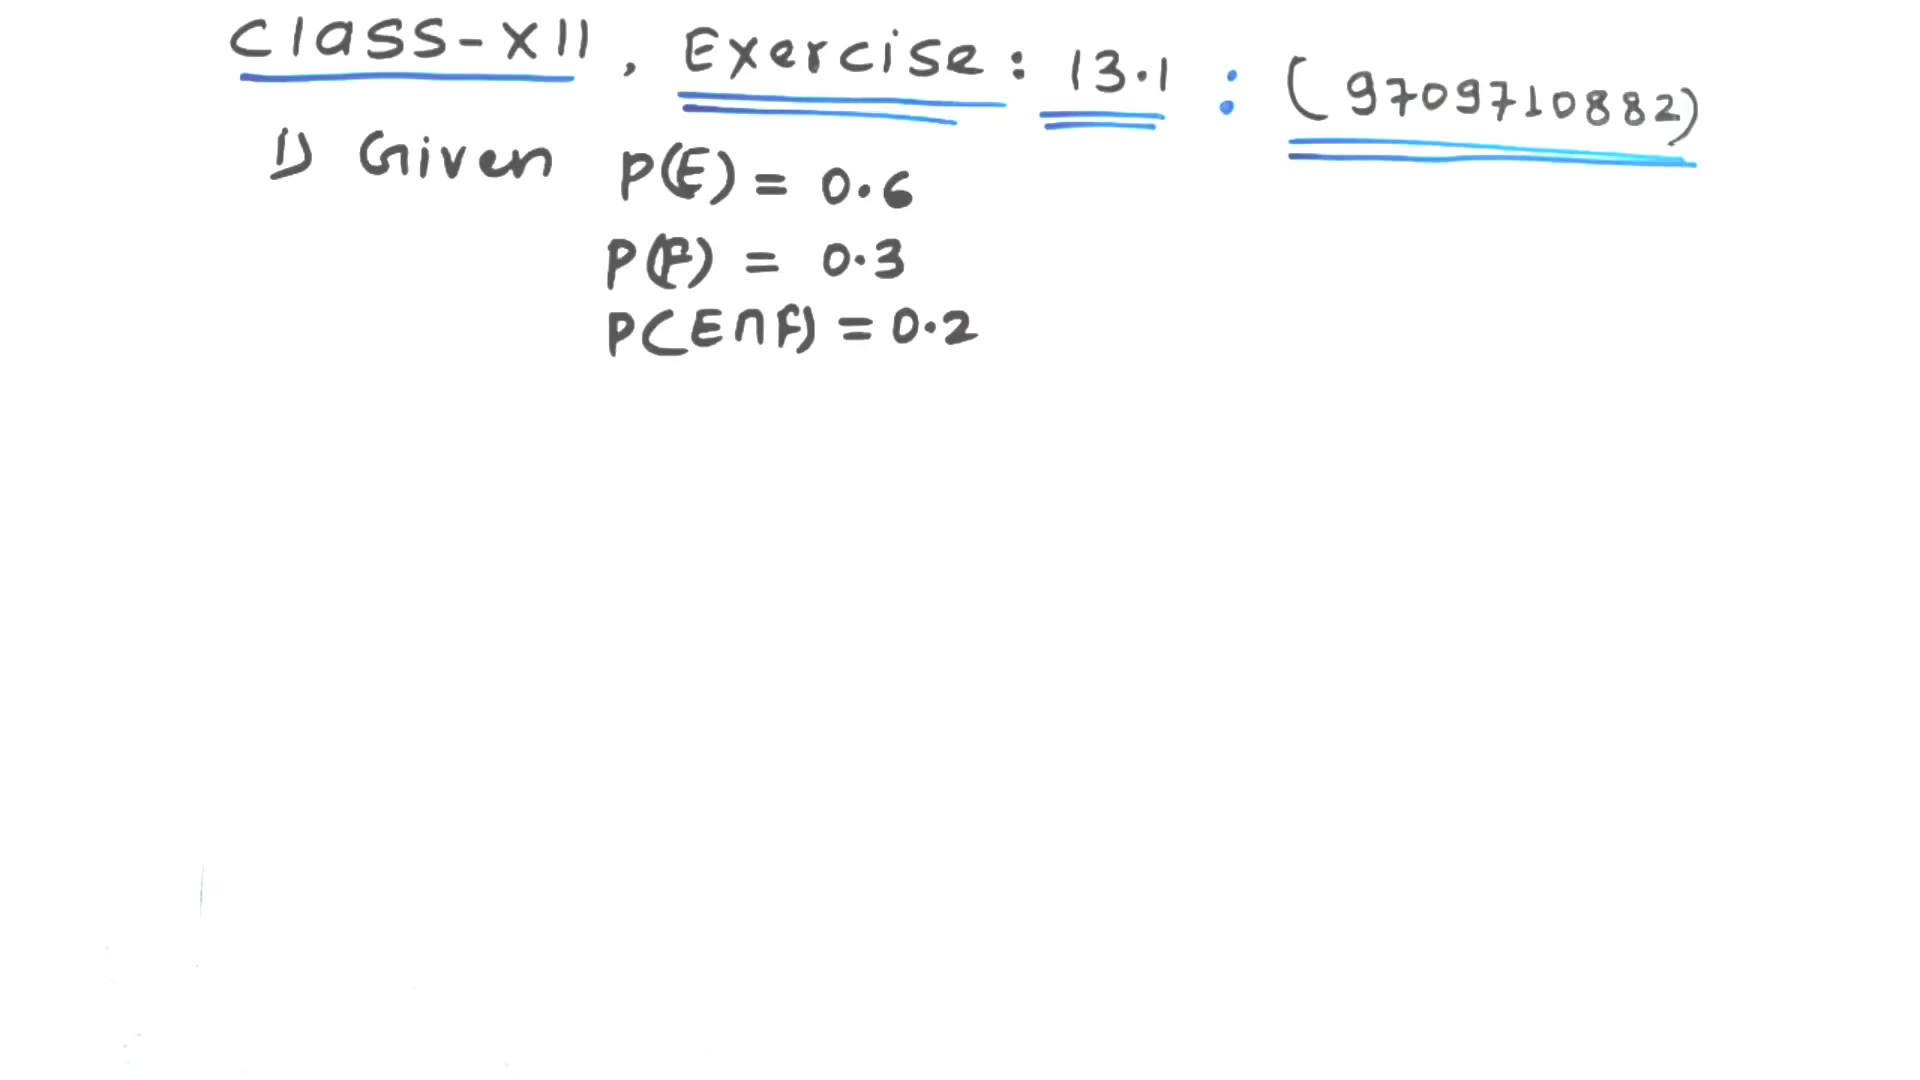 Class-XII, Exercise: 13.1 : (9709710882)
1) Given P(E) = 0.6
P(F) = 0.3
P(E∩F) = 0.2